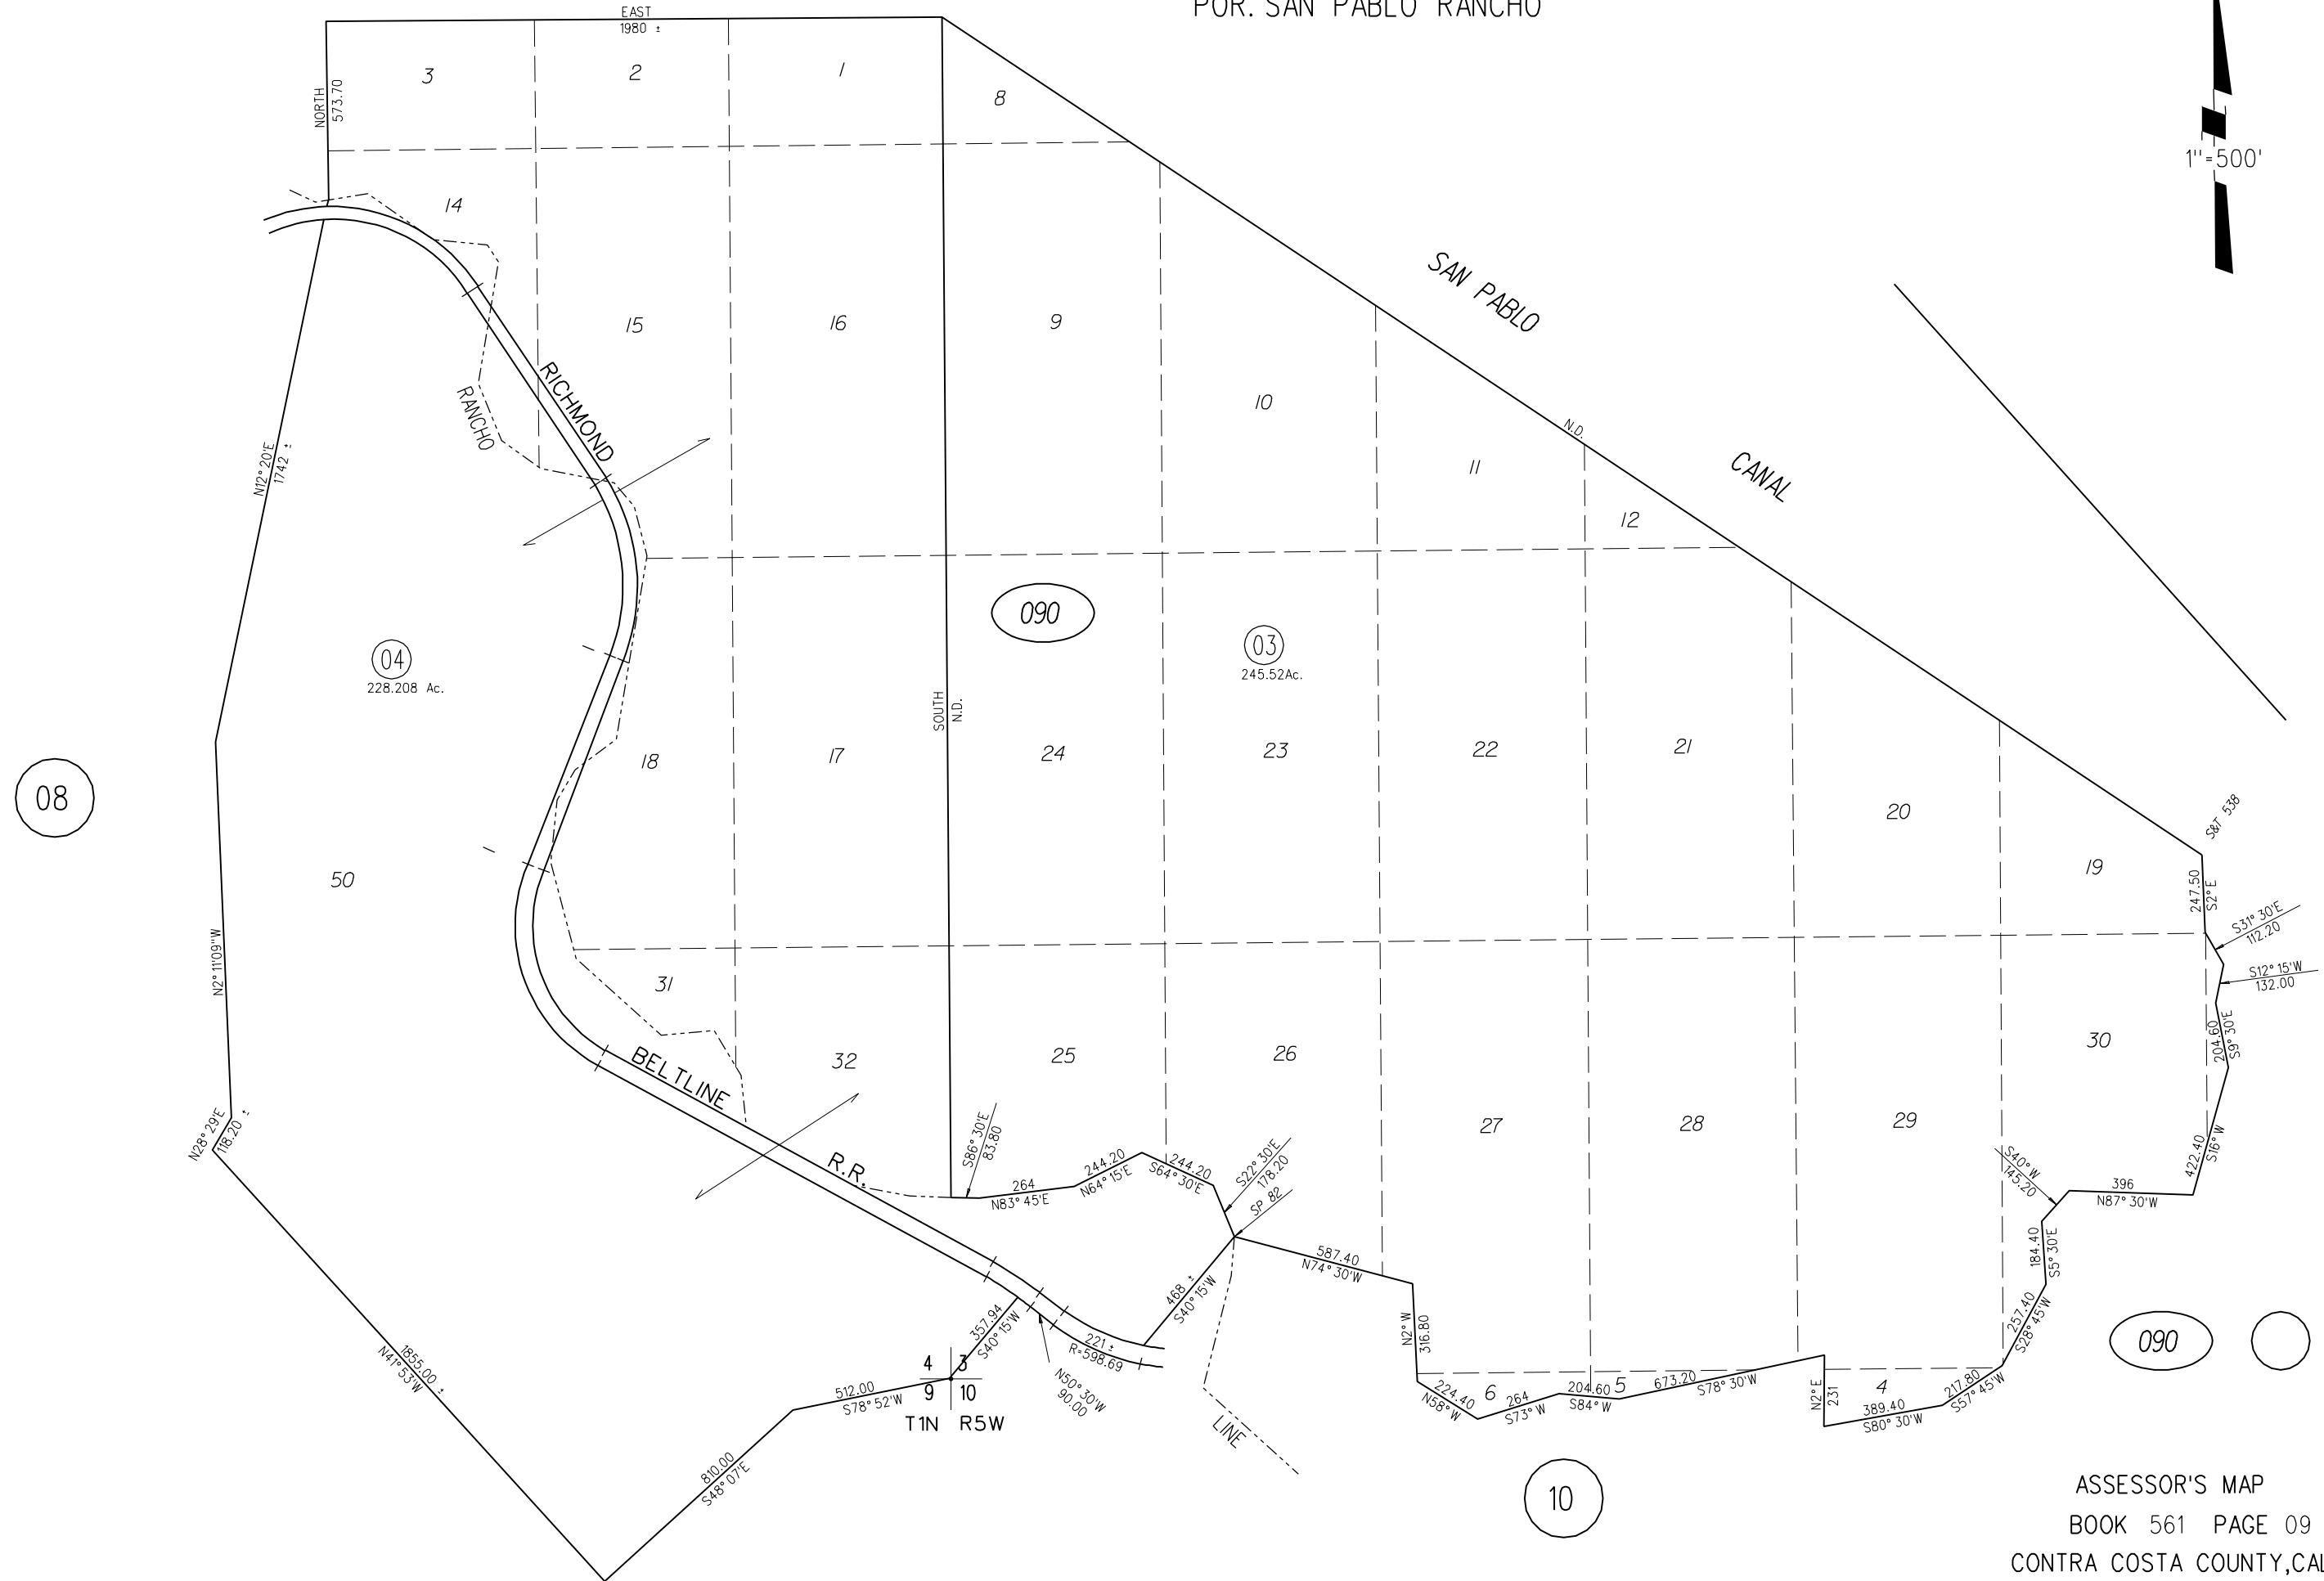 POR. SAN PABLO RANCHO
EAST
1980 ±
NORTH
573.70
3
2
1
8
1"=500'
14
15
16
9
10
11
12
SAN PABLO
CANAL
N.D.
RICHMOND
RANCHO
N12° 20'E
1742 ±
090
04
228.208 Ac.
03
245.52Ac.
SOUTH
N.D.
08
18
17
24
23
22
21
20
19
50
S&T 538
247.50
S2° E
S31° 30'E
112.20
S12° 15'W
132.00
204.60
S9° 30'E
N2° 11'09"W
31
32
25
26
27
28
29
30
BELTLINE
R.R.
N28° 29'E
118.20 ±
S86° 30'E
83.80
264
N83° 45'E
244.20
N64° 15'E
244.20
S64° 30'E
S22° 30'E
178.20
SP 82
S40° W
145.20
396
N87° 30'W
422.40
S16° W
184.40
S5° 30'E
587.40
N74° 30'W
468 ±
S40° 15'W
N2° W
316.80
257.40
S28° 45'W
090
357.94
S40° 15'W
221 ±
R=598.69
N50° 30'W
90.00
4 3
9 10
T1N R5W
512.00
S78° 52'W
1855.00 ±
N41° 53'W
810.00
S48° 07'E
LINE
224.40
N58° W
6
264
S73° W
204.60
S84° W
5
673.20
S78° 30'W
N2° E
231
4
389.40
S80° 30'W
217.80
S57° 45'W
10
ASSESSOR'S MAP
BOOK 561 PAGE 09
CONTRA COSTA COUNTY,CAL